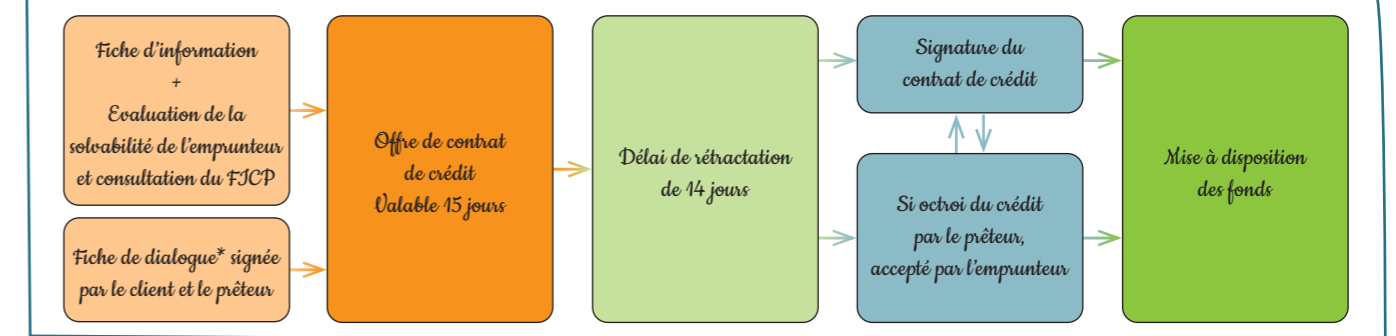 Fiche d'information
+
Evaluation de la
solvabilité de l'emprunteur
et consultation du FICP
Fiche de dialogue* signée
par le client et le prêteur
Offre de contrat
de crédit
Valable 15 jours
Délai de rétractation
de 14 jours
Signature du
contrat de crédit
Si octroi du crédit
par le prêteur,
accepté par l'emprunteur
Mise à disposition
des fonds